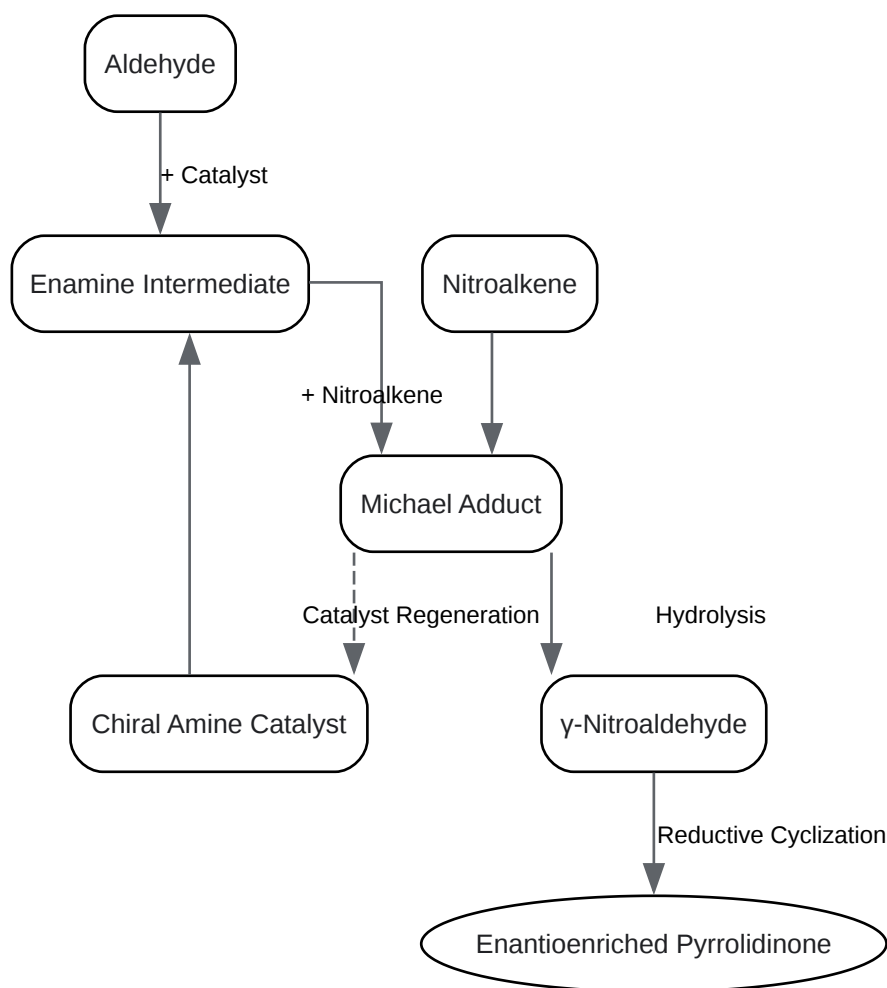 Aldehyde
+ Catalyst
Enamine Intermediate
Nitroalkene
+ Nitroalkene
Michael Adduct
Catalyst Regeneration
Hydrolysis
Chiral Amine Catalyst
γ-Nitroaldehyde
Reductive Cyclization
Enantioenriched Pyrrolidinone